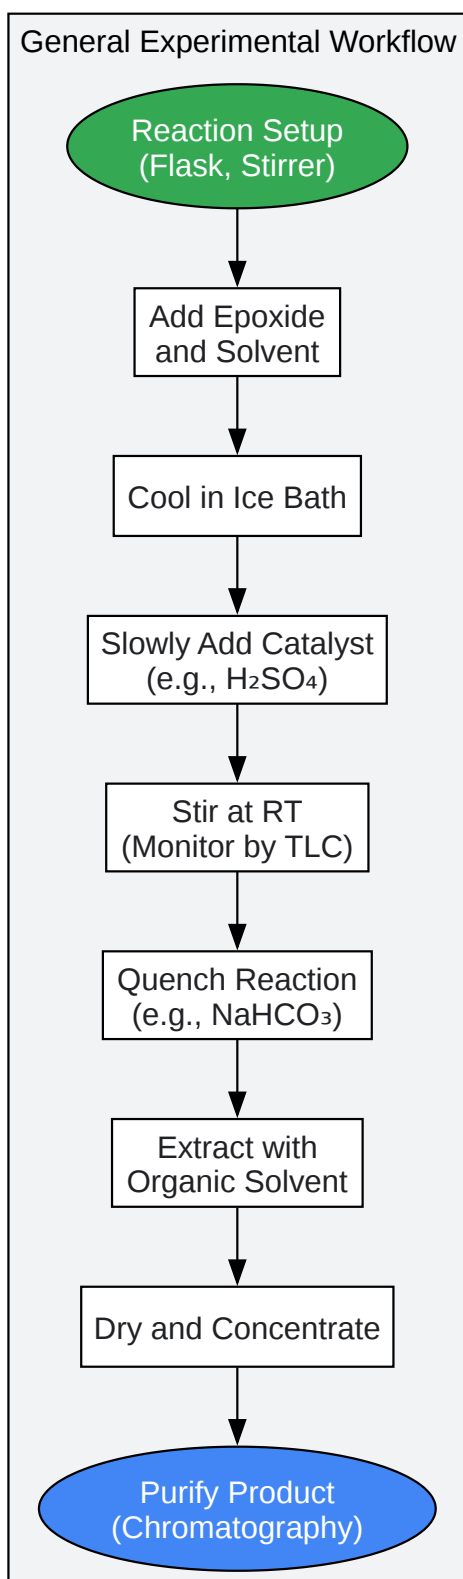 General Experimental Workflow
Reaction Setup
(Flask, Stirrer)
Add Epoxide
and Solvent
Cool in Ice Bath
Slowly Add Catalyst
(e.g., H₂SO₄)
Stir at RT
(Monitor by TLC)
Quench Reaction
(e.g., NaHCO₃)
Extract with
Organic Solvent
Dry and Concentrate
Purify Product
(Chromatography)